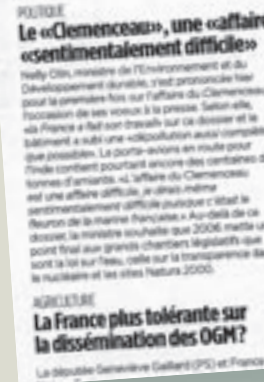 POLITIQUE
Le «Clemenceau», une «affaire
«sentimentalement difficile»
Nelly Olin, ministre de l'Environnement et du
Développement durable, s'est prononcée hier
pour la première fois sur l'affaire du Clemenceau
l'occasion de ses voeux à la presse. Selon elle,
«la France a fait son travail» sur ce dossier et le
bâtiment a subi une «dépollution aussi complète
que possible». Le porte-avions en route pour
l'Inde contient pourtant encore des centaines d
tonnes d'amiante. «L'affaire du Clemenceau
est une affaire difficile, je dirais même
sentimentalement difficile puisque c'était le
fleuron de la marine française.» Au-delà de ce
dossier, la ministre souhaite que 2006 mette un
point final aux grands chantiers législatifs que
sont la loi sur l'eau, celle sur la transparence da
le nucléaire et les sites Natura 2000.
AGRICULTURE
La France plus tolérante sur
la dissémination des OGM?
La députée Geneviève Gaillard (PS) et France